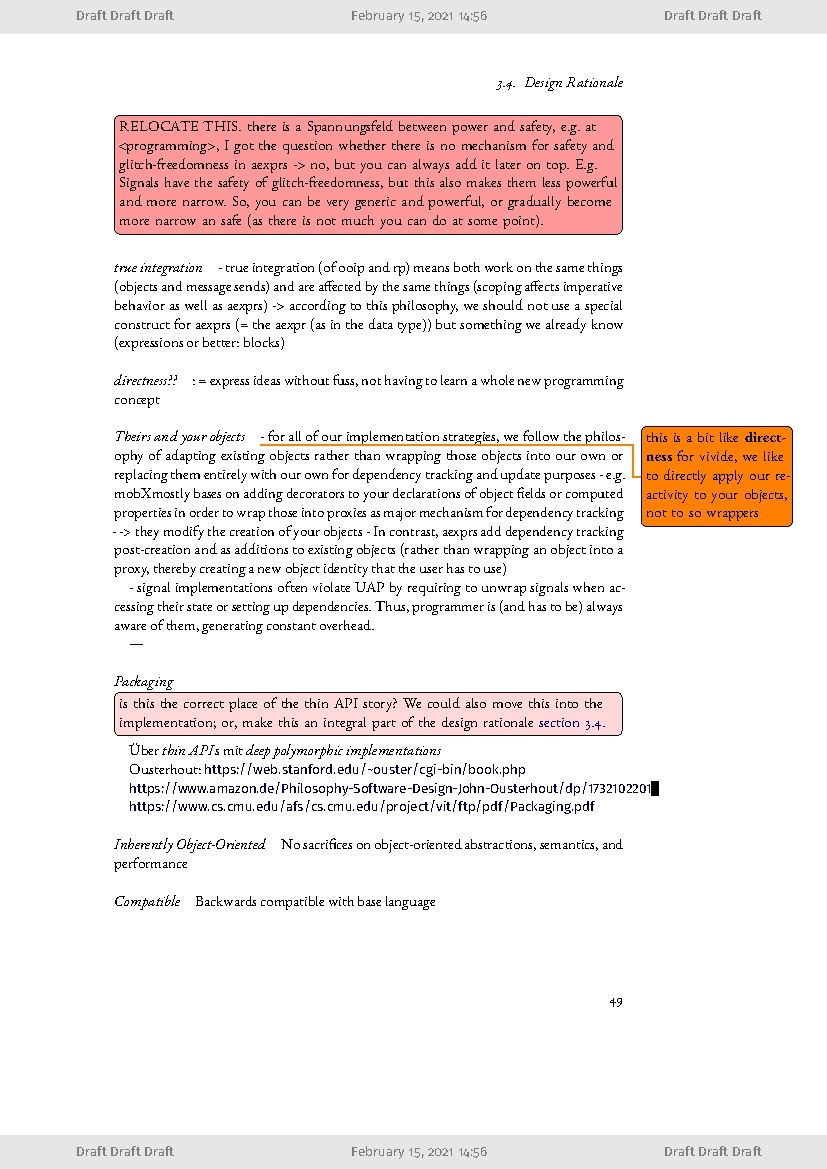 Draft Draft Draft February 15, 2021 14:56 Draft Draft Draft
3.4. Design Rationale
RELOCATE THIS. there is a Spannungsfeld between power and safety, e.g. at
<programming>, I got the question whether there is no mechanism for safety and
glitch-freedomness in aexprs -> no, but you can always add it later on top. E.g.
Signals have the safety of glitch-freedomness, but this also makes them less powerful
and more narrow. So, you can be very generic and powerful, or gradually become
more narrow an safe (as there is not much you can do at some point).
true integration - true integration (of ooip and rp) means both work on the same things
(objects and message sends) and are affected by the same things (scoping affects imperative
behavior as well as aexprs) -> according to this philosophy, we should not use a special
construct for aexprs (= the aexpr (as in the data type)) but something we already know
(expressions or better: blocks)
directness?? : = express ideas without fuss, not having to learn a whole new programming
concept
Theirs and your objects - for all of our implementation strategies, we follow the philos-
ophy of adapting existing objects rather than wrapping those objects into our own or
replacing them entirely with our own for dependency tracking and update purposes - e.g.
mobX mostly bases on adding decorators to your declarations of object fields or computed
properties in order to wrap those into proxies as major mechanism for dependency tracking
- -> they modify the creation of your objects - In contrast, aexprs add dependency tracking
post-creation and as additions to existing objects (rather than wrapping an object into a
proxy, thereby creating a new object identity that the user has to use)
- signal implementations often violate UAP by requiring to unwrap signals when ac-
cessing their state or setting up dependencies. Thus, programmer is (and has to be) always
aware of them, generating constant overhead.
—
this is a bit like direct-
ness for vivide, we like
to directly apply our re-
activity to your objects,
not to so wrappers
Packaging
is this the correct place of the thin API story? We could also move this into the
implementation; or, make this an integral part of the design rationale section 3.4.
Über thin APIs mit deep polymorphic implementations
Ousterhout: https://web.stanford.edu/~ouster/cgi-bin/book.php
https://www.amazon.de/Philosophy-Software-Design-John-Ousterhout/dp/1732102201
https://www.cs.cmu.edu/afs/cs.cmu.edu/project/vit/ftp/pdf/Packaging.pdf
Inherently Object-Oriented No sacrifices on object-oriented abstractions, semantics, and
performance
Compatible Backwards compatible with base language
49
Draft Draft Draft February 15, 2021 14:56 Draft Draft Draft